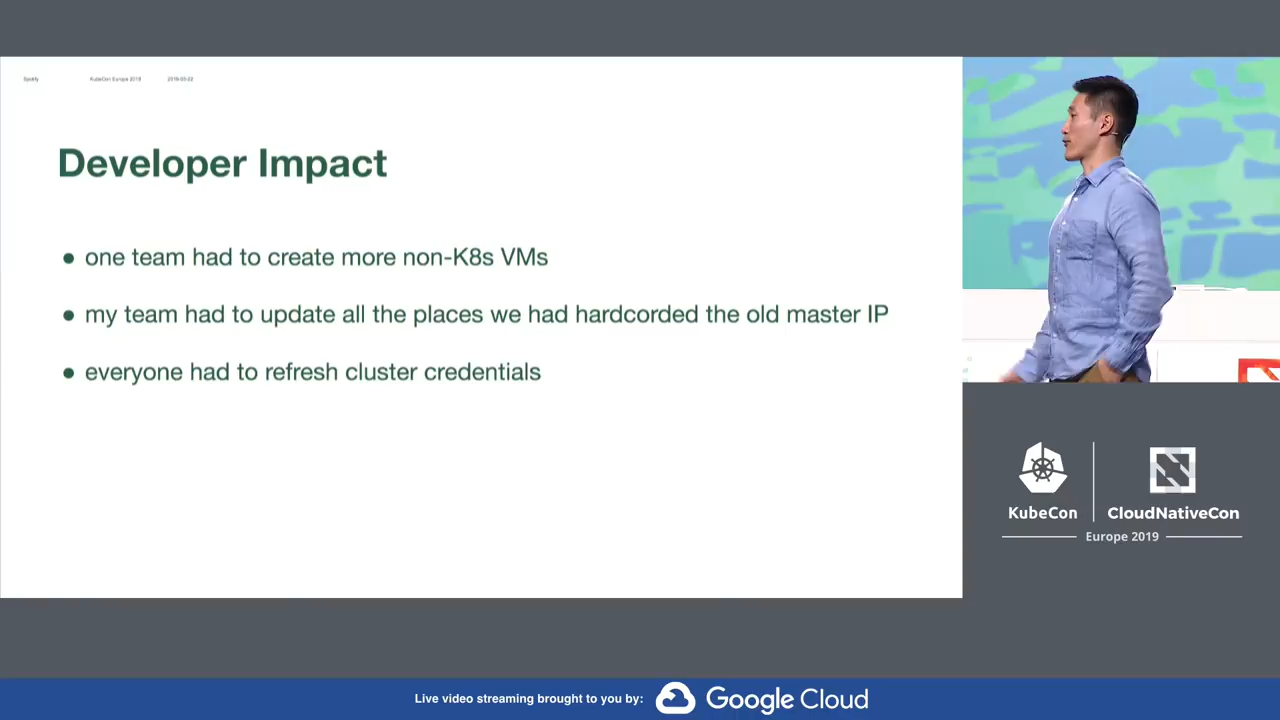 Spotify KubeCon Europe 2019 2019-05-22
Developer Impact
● one team had to create more non-K8s VMs
● my team had to update all the places we had hardcorded the old master IP
● everyone had to refresh cluster credentials
KubeCon CloudNativeCon
Europe 2019
Live video streaming brought to you by: Google Cloud